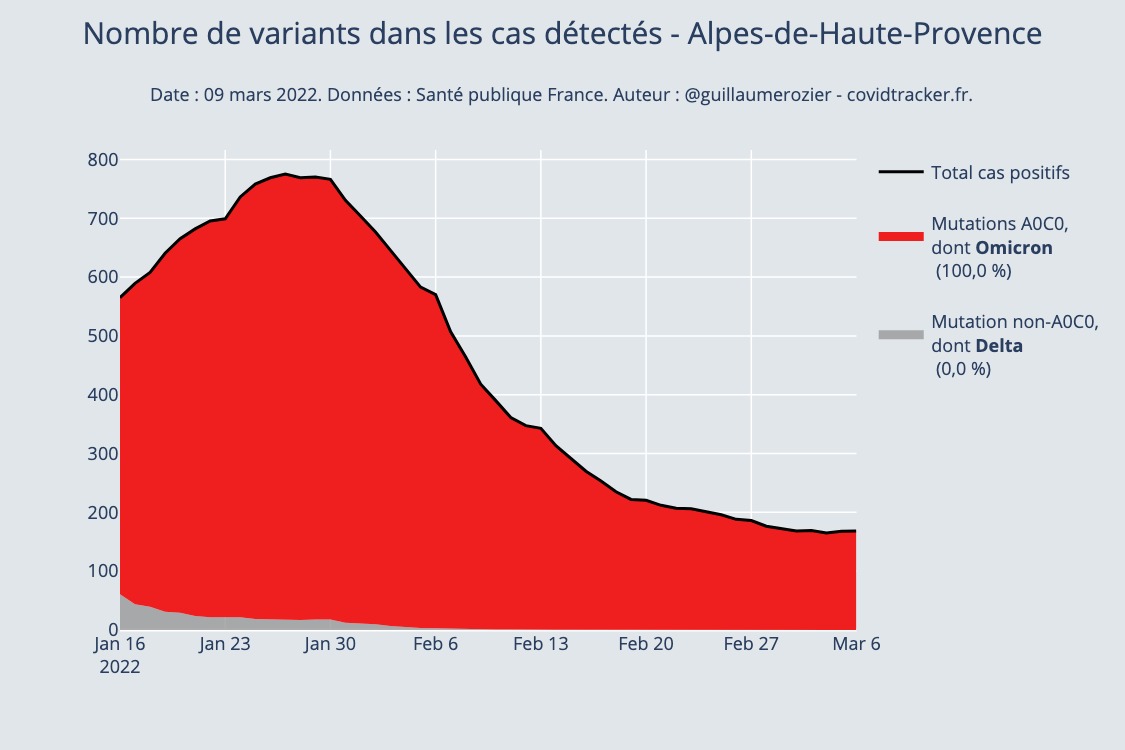 Nombre de variants dans les cas détectés - Alpes-de-Haute-Provence
Date : 09 mars 2022. Données : Santé publique France. Auteur : @guillaumerozier - covidtracker.fr.
800
700
600
500
400
300
200
100
0
Jan 16
2022
Jan 23
Jan 30
Feb 6
Feb 13
Feb 20
Feb 27
Mar 6
Total cas positifs
Mutations A0C0,
dont Omicron
(100,0 %)
Mutation non-A0C0,
dont Delta
(0,0 %)